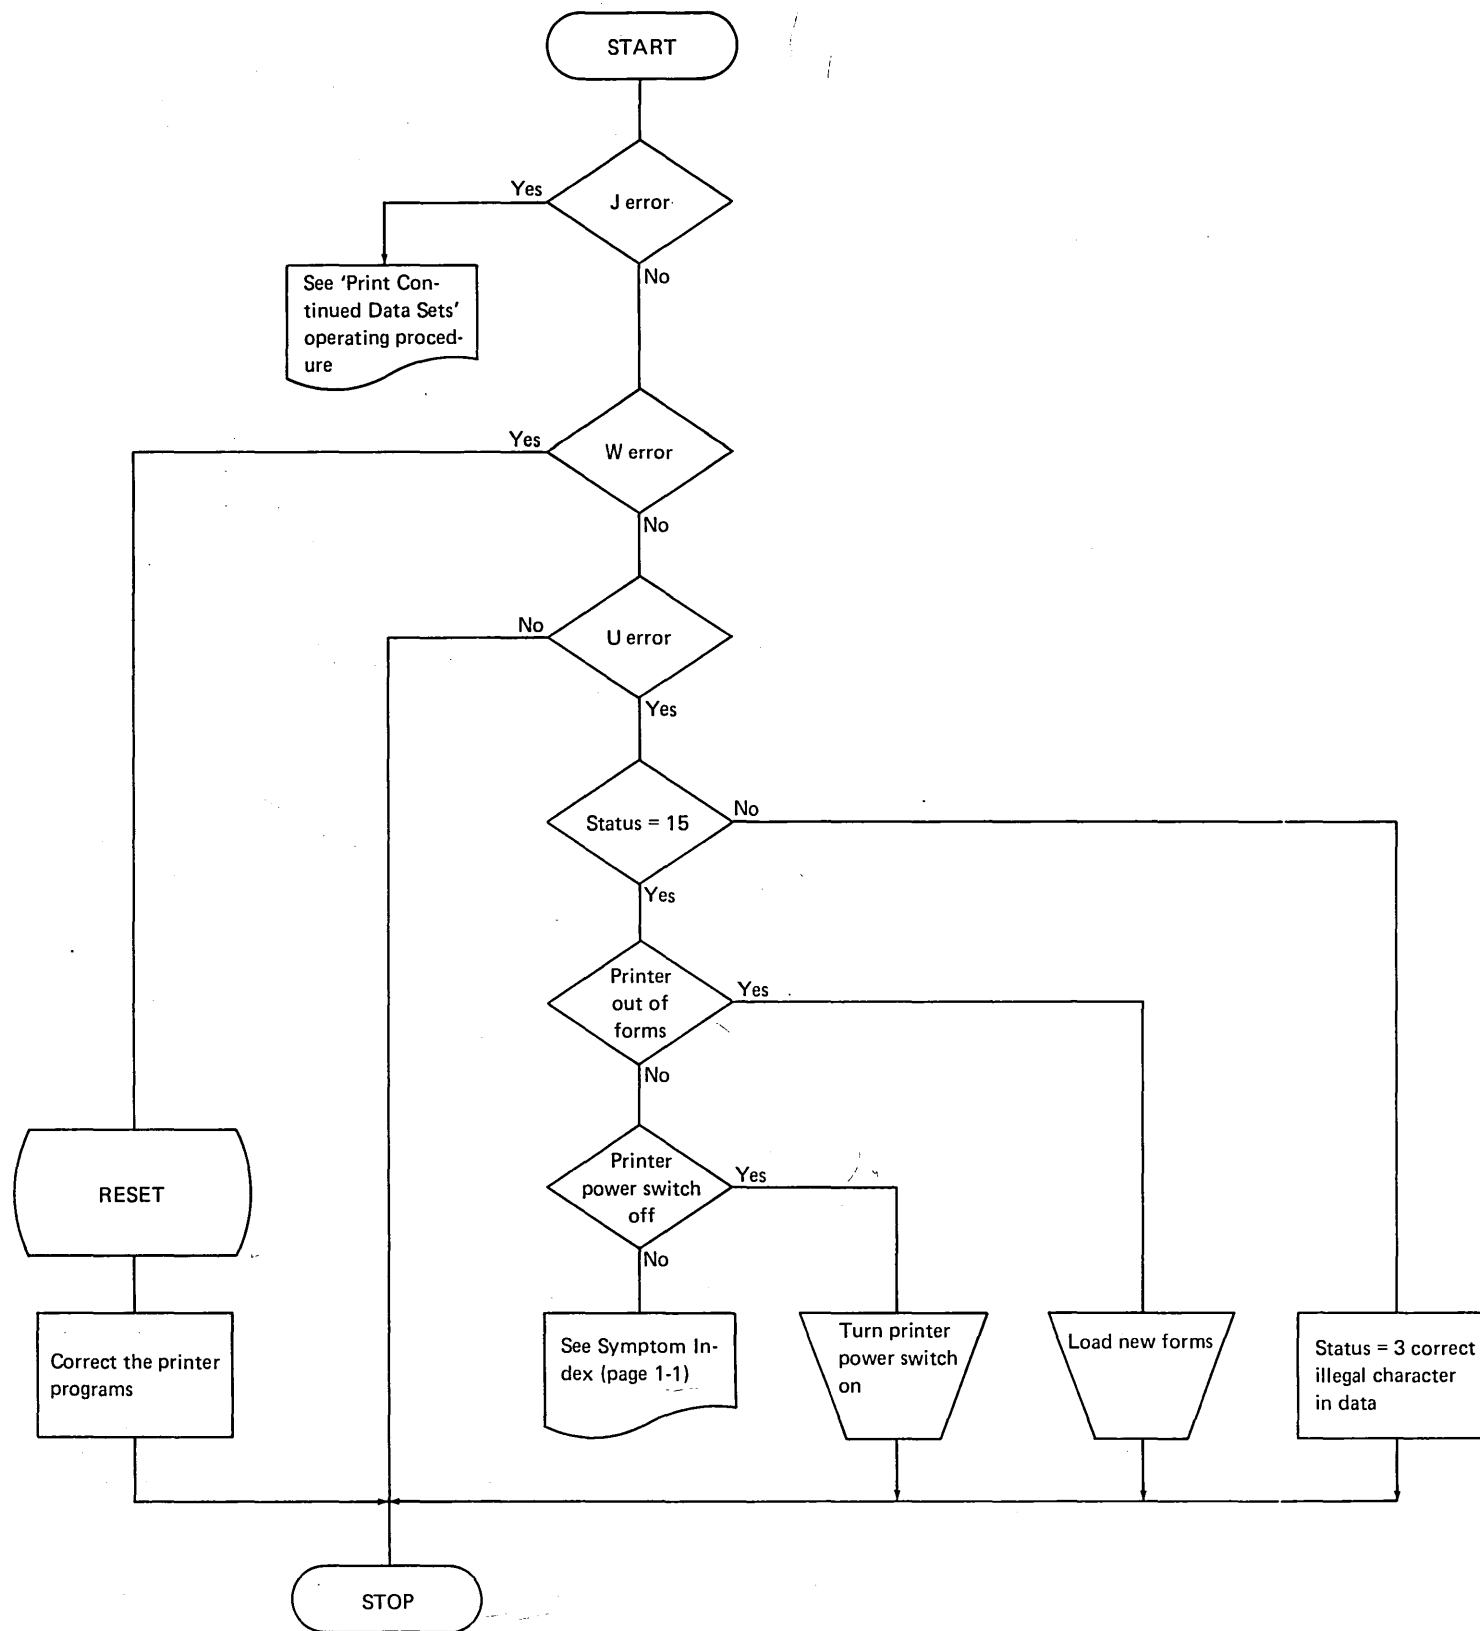 START
Yes
J error
No
See 'Print Con-
tinued Data Sets'
operating proced-
ure
Yes
W error
No
No
U error
Yes
Status = 15
No
Yes
Printer
out of
forms
Yes
No
Printer
power switch
off
Yes
No
RESET
Correct the printer
programs
See Symptom In-
dex (page 1-1)
Turn printer
power switch
on
Load new forms
Status = 3 correct
illegal character
in data
STOP